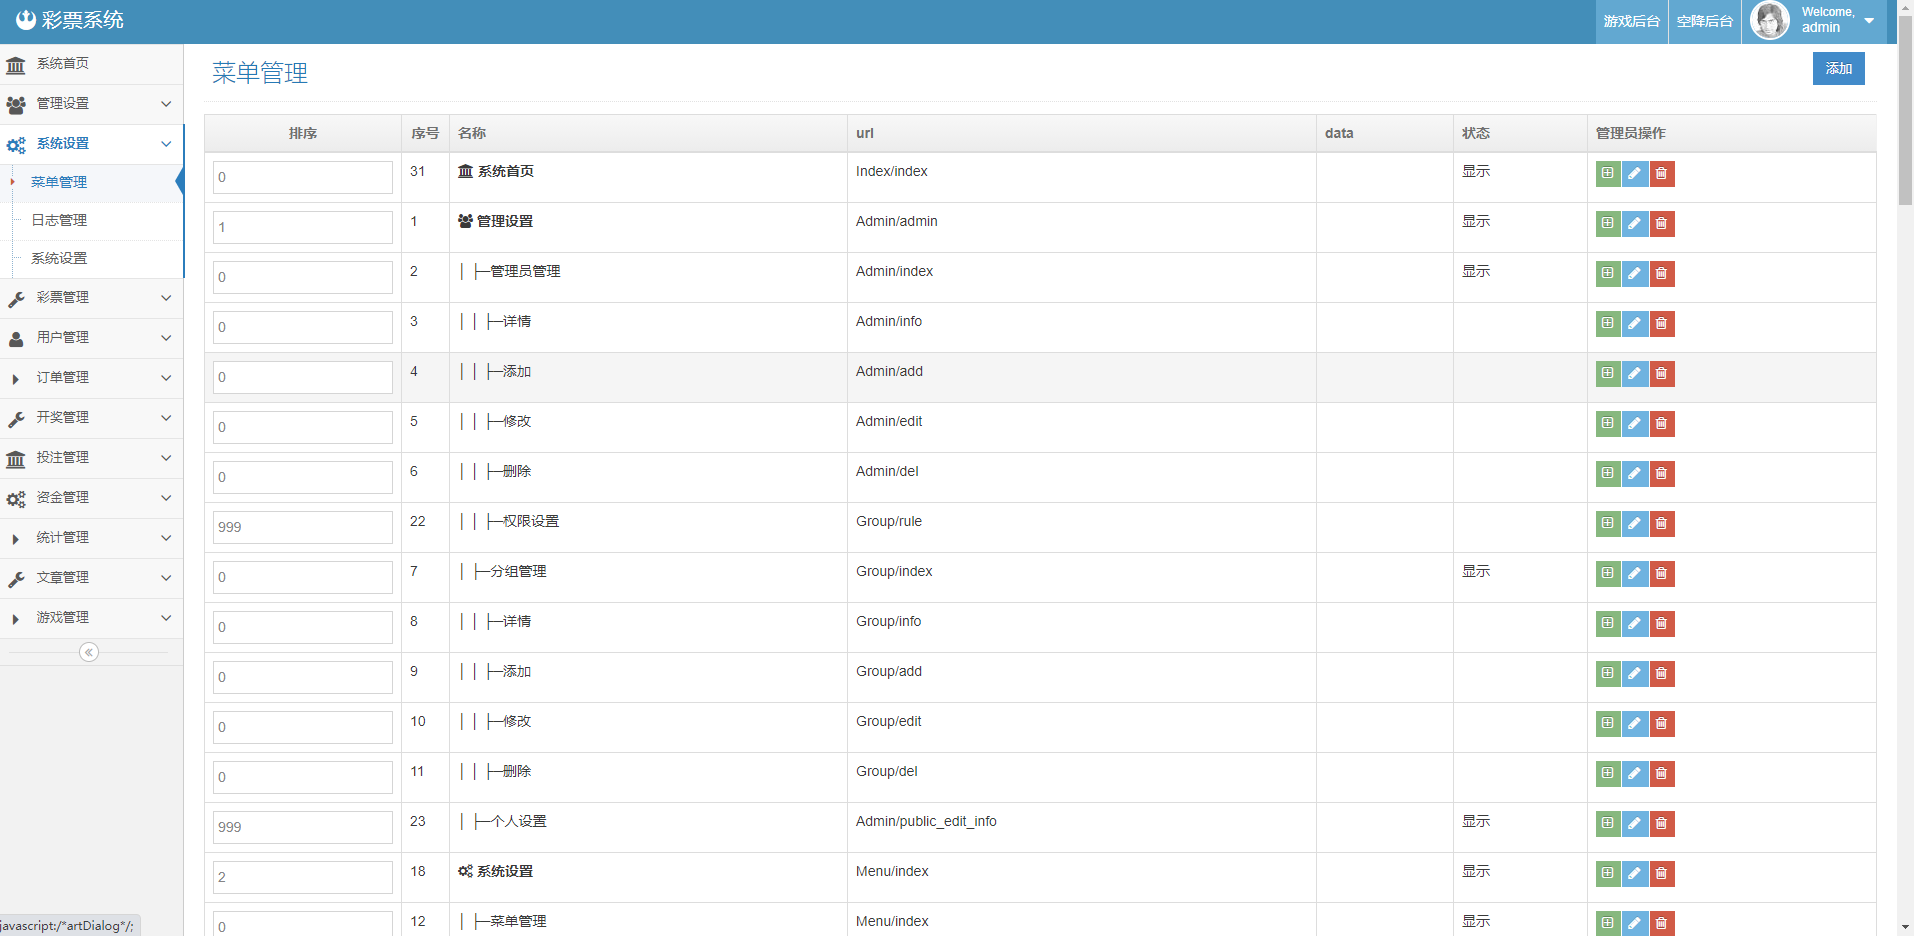 彩票系统
游戏后台 空降后台 Welcome, admin
系统首页
管理设置
系统设置
菜单管理
日志管理
系统设置
彩票管理
用户管理
订单管理
开奖管理
投注管理
资金管理
统计管理
文章管理
游戏管理
菜单管理
添加
排序 序号 名称 url data 状态 管理员操作
0 31 系统首页 Index/index 显示
1 1 管理设置 Admin/admin 显示
0 2 │ ├─管理员管理 Admin/index 显示
0 3 │ │ ├─详情 Admin/info
0 4 │ │ ├─添加 Admin/add
0 5 │ │ ├─修改 Admin/edit
0 6 │ │ ├─删除 Admin/del
999 22 │ │ ├─权限设置 Group/rule
0 7 │ ├─分组管理 Group/index 显示
0 8 │ │ ├─详情 Group/info
0 9 │ │ ├─添加 Group/add
0 10 │ │ ├─修改 Group/edit
0 11 │ │ ├─删除 Group/del
999 23 │ ├─个人设置 Admin/public_edit_info 显示
2 18 系统设置 Menu/index 显示
0 12 │ ├─菜单管理 Menu/index 显示
javascript:/*artDialog*/;